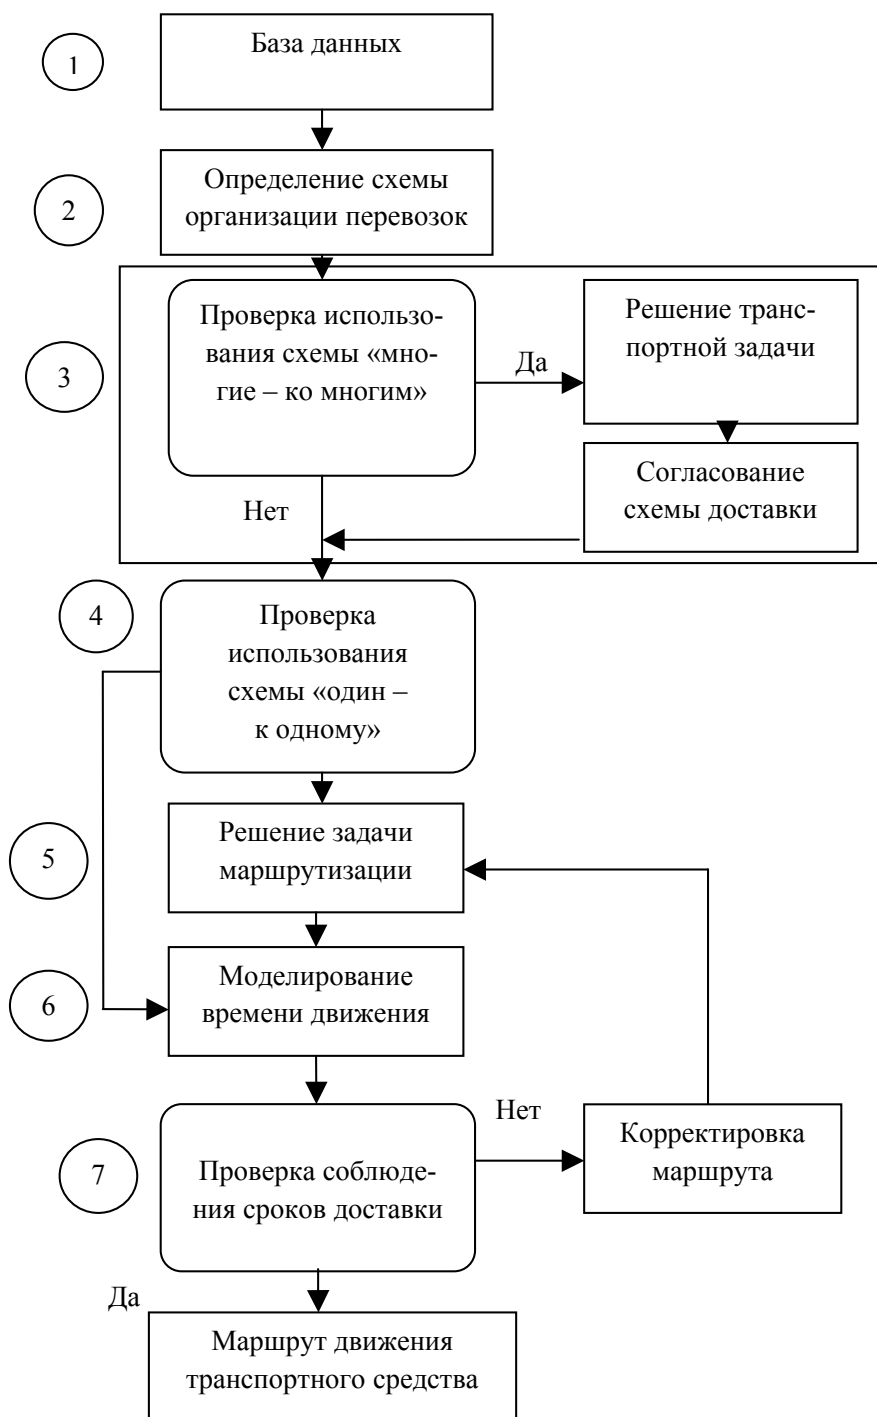 База данных
1
Определение схемы
организации перевозок
2
Проверка использо-
вания схемы «мно-
гие – ко многим»
3
Да
Решение транс-
портной задачи
Согласование
схемы доставки
Нет
4
Проверка
использования
схемы «один –
к одному»
5
Решение задачи
маршрутизации
6
Моделирование
времени движения
7
Проверка соблюде-
ния сроков доставки
Нет
Корректировка
маршрута
Да
Маршрут движения
транспортного средства